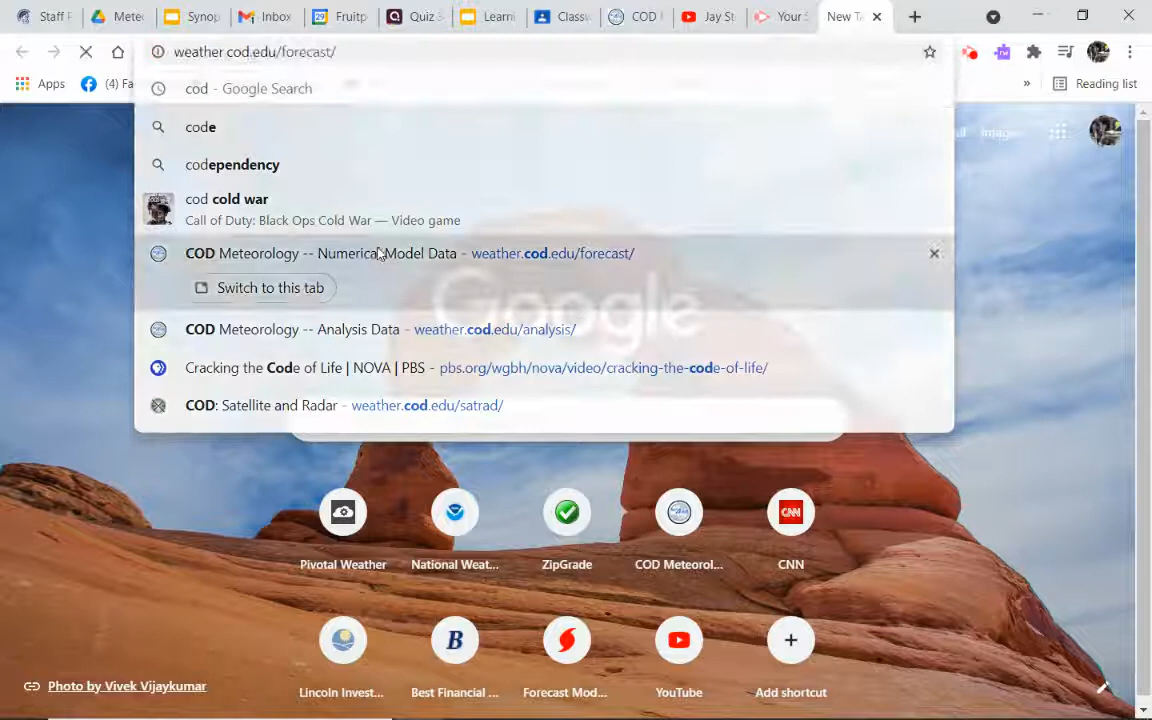 Staff
Mete
Synop
Inbox
Fruitp
Quiz
Learni
Classw
COD
Jay St
Your
New Ta
weather.cod.edu/forecast/
Apps
(4) Fa
»
Reading list
cod - Google Search
code
codependency
cod cold war
Call of Duty: Black Ops Cold War — Video game
COD Meteorology -- Numerical Model Data - weather.cod.edu/forecast/
Switch to this tab
Google
COD Meteorology -- Analysis Data - weather.cod.edu/analysis/
Cracking the Code of Life | NOVA | PBS - pbs.org/wgbh/nova/video/cracking-the-code-of-life/
COD: Satellite and Radar - weather.cod.edu/satrad/
CNN
Pivotal Weather
National Weat...
ZipGrade
COD Meteorol...
CNN
B
Lincoln Invest...
Best Financial ...
Forecast Mod...
YouTube
Add shortcut
Photo by Vivek Vijaykumar